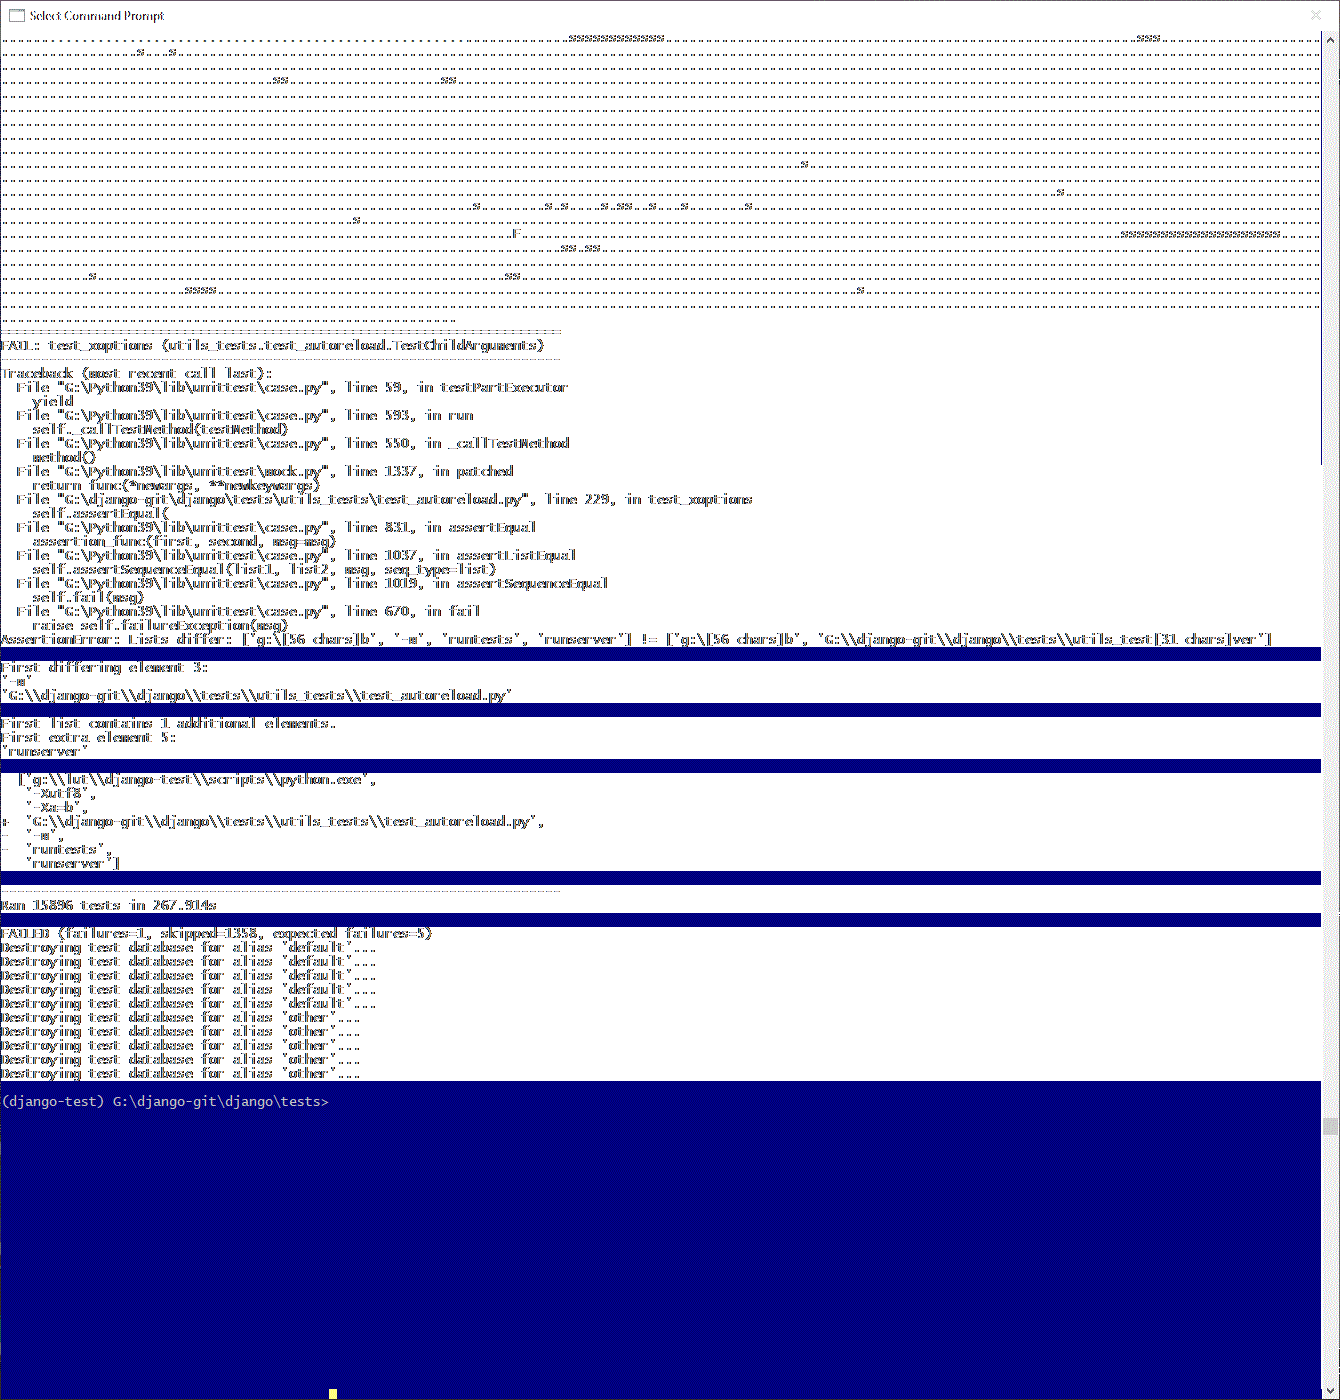 Select Command Prompt
FAIL: test_xoptions (utils_tests.test_autoreload.TestChildArguments)
Traceback (most recent call last):
File "G:\Python39\lib\unittest\case.py", line 59, in testPartExecutor
yield
File "G:\Python39\lib\unittest\case.py", line 593, in run
self._callTestMethod(testMethod)
File "G:\Python39\lib\unittest\case.py", line 550, in _callTestMethod
method()
File "G:\Python39\lib\unittest\mock.py", line 1337, in patched
return func(*newargs, **newkeywargs)
File "G:\django-git\django\tests\utils_tests\test_autoreload.py", line 229, in test_xoptions
self.assertEqual(
File "G:\Python39\lib\unittest\case.py", line 831, in assertEqual
assertion_func(first, second, msg=msg)
File "G:\Python39\lib\unittest\case.py", line 1037, in assertListEqual
self.assertSequenceEqual(list1, list2, msg, seq_type=list)
File "G:\Python39\lib\unittest\case.py", line 1019, in assertSequenceEqual
self.fail(msg)
File "G:\Python39\lib\unittest\case.py", line 670, in fail
raise self.failureException(msg)
AssertionError: Lists differ: ['g:\[56 chars]b', '-m', 'runtests', 'runserver'] != ['g:\[56 chars]b', 'G:\\django-git\\django\\tests\\utils_test[31 chars]ver']
First differing element 3:
'-m'
'G:\\django-git\\django\\tests\\utils_tests\\test_autoreload.py'
First list contains 1 additional elements.
First extra element 5:
'runserver'
['g:\\lut\\django-test\\scripts\\python.exe',
'-Xutf8',
'-Xa=b',
+ 'G:\\django-git\\django\\tests\\utils_tests\\test_autoreload.py',
- '-m',
- 'runtests',
'runserver']
Ran 15896 tests in 267.914s
FAILED (failures=1, skipped=1358, expected failures=5)
Destroying test database for alias 'default'...
Destroying test database for alias 'default'...
Destroying test database for alias 'default'...
Destroying test database for alias 'default'...
Destroying test database for alias 'default'...
Destroying test database for alias 'other'...
Destroying test database for alias 'other'...
Destroying test database for alias 'other'...
Destroying test database for alias 'other'...
Destroying test database for alias 'other'...
(django-test) G:\django-git\django\tests>